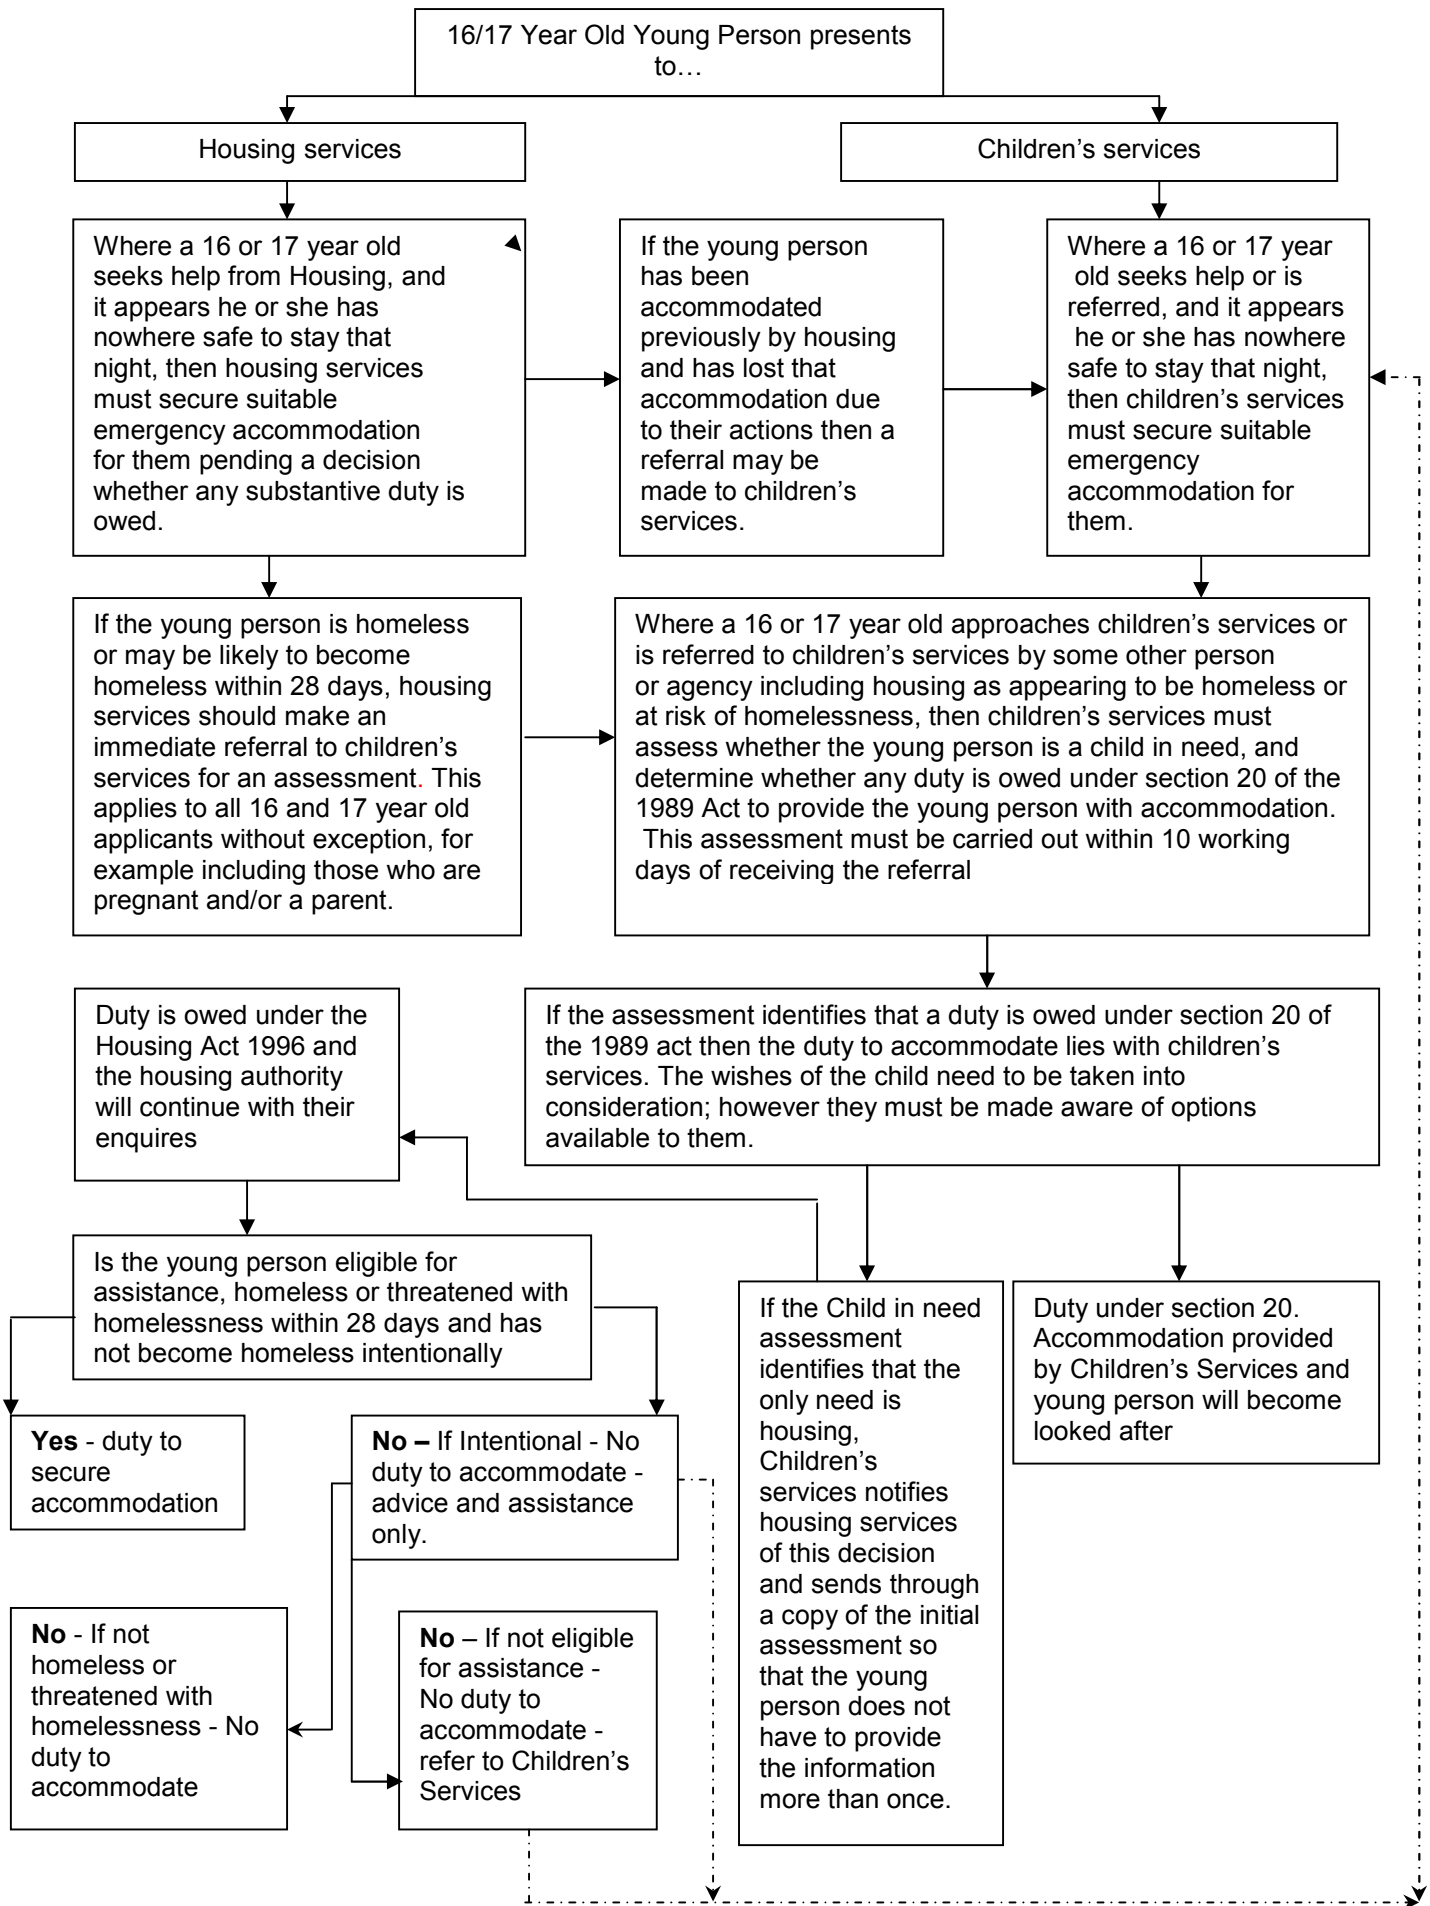 16/17 Year Old Young Person presents
to…
Housing services
Children’s services
Where a 16 or 17 year old
seeks help from Housing, and
it appears he or she has
nowhere safe to stay that
night, then housing services
must secure suitable
emergency accommodation
for them pending a decision
whether any substantive duty is
owed.
If the young person
has been
accommodated
previously by housing
and has lost that
accommodation due
to their actions then a
referral may be
made to children’s
services.
Where a 16 or 17 year
old seeks help or is
referred, and it appears
he or she has nowhere
safe to stay that night,
then children’s services
must secure suitable
emergency
accommodation for
them.
If the young person is homeless
or may be likely to become
homeless within 28 days, housing
services should make an
immediate referral to children’s
services for an assessment. This
applies to all 16 and 17 year old
applicants without exception, for
example including those who are
pregnant and/or a parent.
Where a 16 or 17 year old approaches children’s services or
is referred to children’s services by some other person
or agency including housing as appearing to be homeless or
at risk of homelessness, then children’s services must
assess whether the young person is a child in need, and
determine whether any duty is owed under section 20 of the
1989 Act to provide the young person with accommodation.
This assessment must be carried out within 10 working
days of receiving the referral
Duty is owed under the
Housing Act 1996 and
the housing authority
will continue with their
enquires
If the assessment identifies that a duty is owed under section 20 of
the 1989 act then the duty to accommodate lies with children’s
services. The wishes of the child need to be taken into
consideration; however they must be made aware of options
available to them.
Is the young person eligible for
assistance, homeless or threatened with
homelessness within 28 days and has
not become homeless intentionally
If the Child in need
assessment
identifies that the
only need is
housing,
Children’s
services notifies
housing services
of this decision
and sends through
a copy of the initial
assessment so
that the young
person does not
have to provide
the information
more than once.
Duty under section 20.
Accommodation provided
by Children’s Services and
young person will become
looked after
Yes - duty to
secure
accommodation
No – If Intentional - No
duty to accommodate -
advice and assistance
only.
No - If not
homeless or
threatened with
homelessness - No
duty to
accommodate
No – If not eligible
for assistance -
No duty to
accommodate -
refer to Children’s
Services